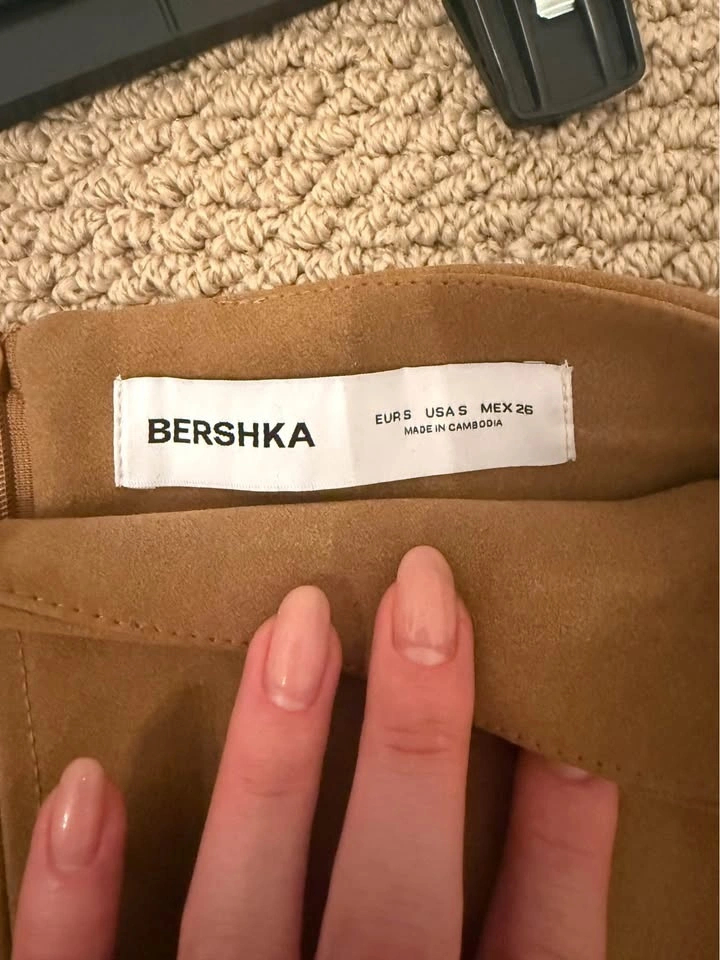 BERSHKA
EUR S USA S MEX 26
MADE IN CAMBODIA